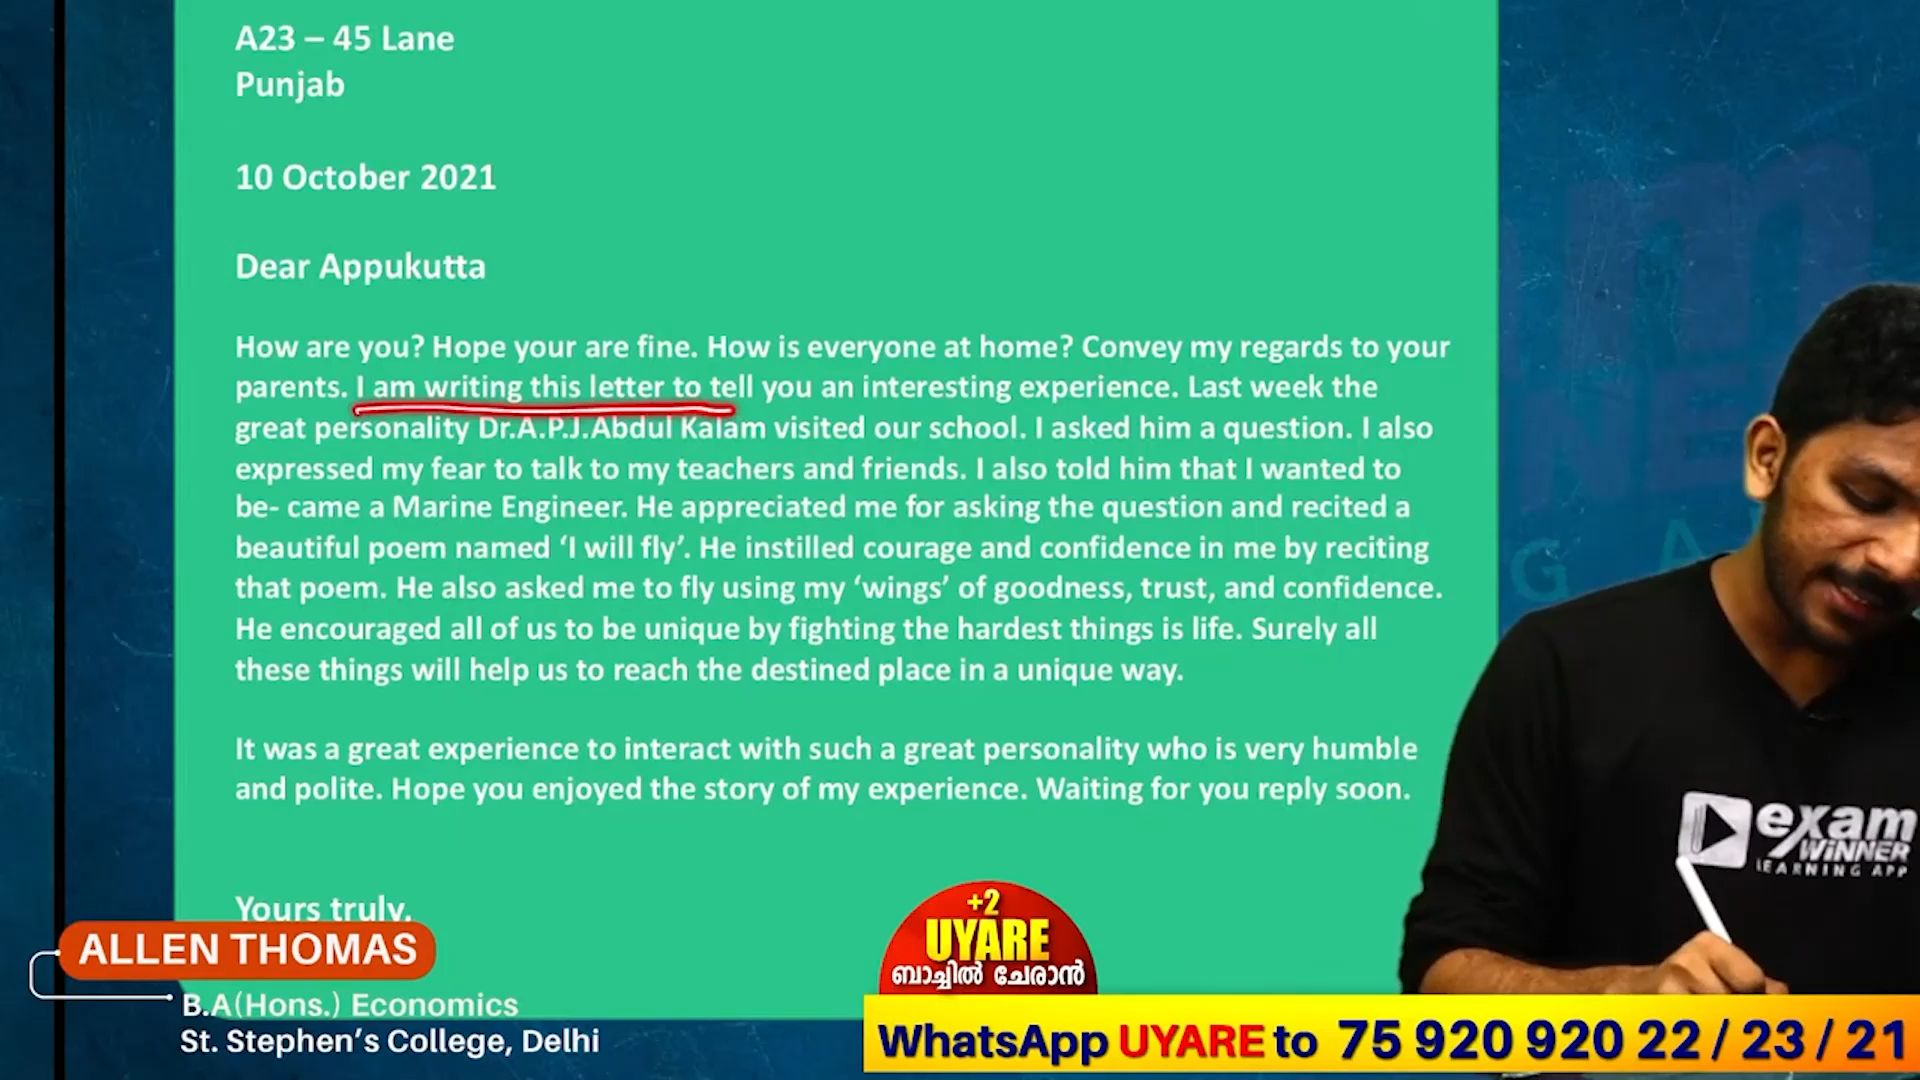 A23 – 45 Lane
Punjab
10 October 2021
Dear Appukutta
How are you? Hope your are fine. How is everyone at home? Convey my regards to your
parents. I am writing this letter to tell you an interesting experience. Last week the
great personality Dr.A.P.J.Abdul Kalam visited our school. I asked him a question. I also
expressed my fear to talk to my teachers and friends. I also told him that I wanted to
be- came a Marine Engineer. He appreciated me for asking the question and recited a
beautiful poem named ‘I will fly’. He instilled courage and confidence in me by reciting
that poem. He also asked me to fly using my ‘wings’ of goodness, trust, and confidence.
He encouraged all of us to be unique by fighting the hardest things is life. Surely all
these things will help us to reach the destined place in a unique way.
It was a great experience to interact with such a great personality who is very humble
and polite. Hope you enjoyed the story of my experience. Waiting for you reply soon.
Yours truly,
ALLEN THOMAS
B.A(Hons.) Economics
St. Stephen’s College, Delhi
+2
UYARE
ബാച്ചിൽ ചേരാൻ
WhatsApp UYARE to 75 920 920 22 / 23 / 21
exam
WiNNER
LEARNING APP